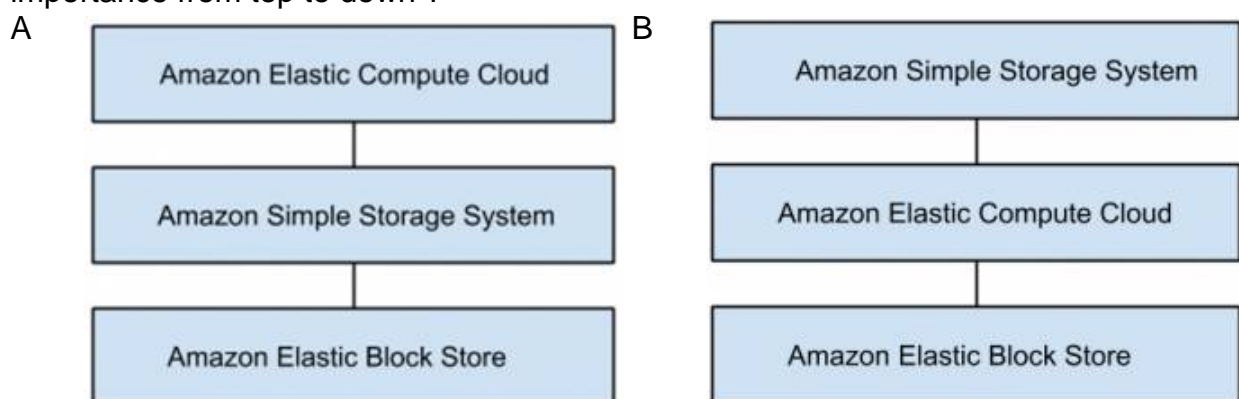 importance from top to down ?
A
B
Amazon Elastic Compute Cloud
Amazon Simple Storage System
Amazon Simple Storage System
Amazon Elastic Compute Cloud
Amazon Elastic Block Store
Amazon Elastic Block Store